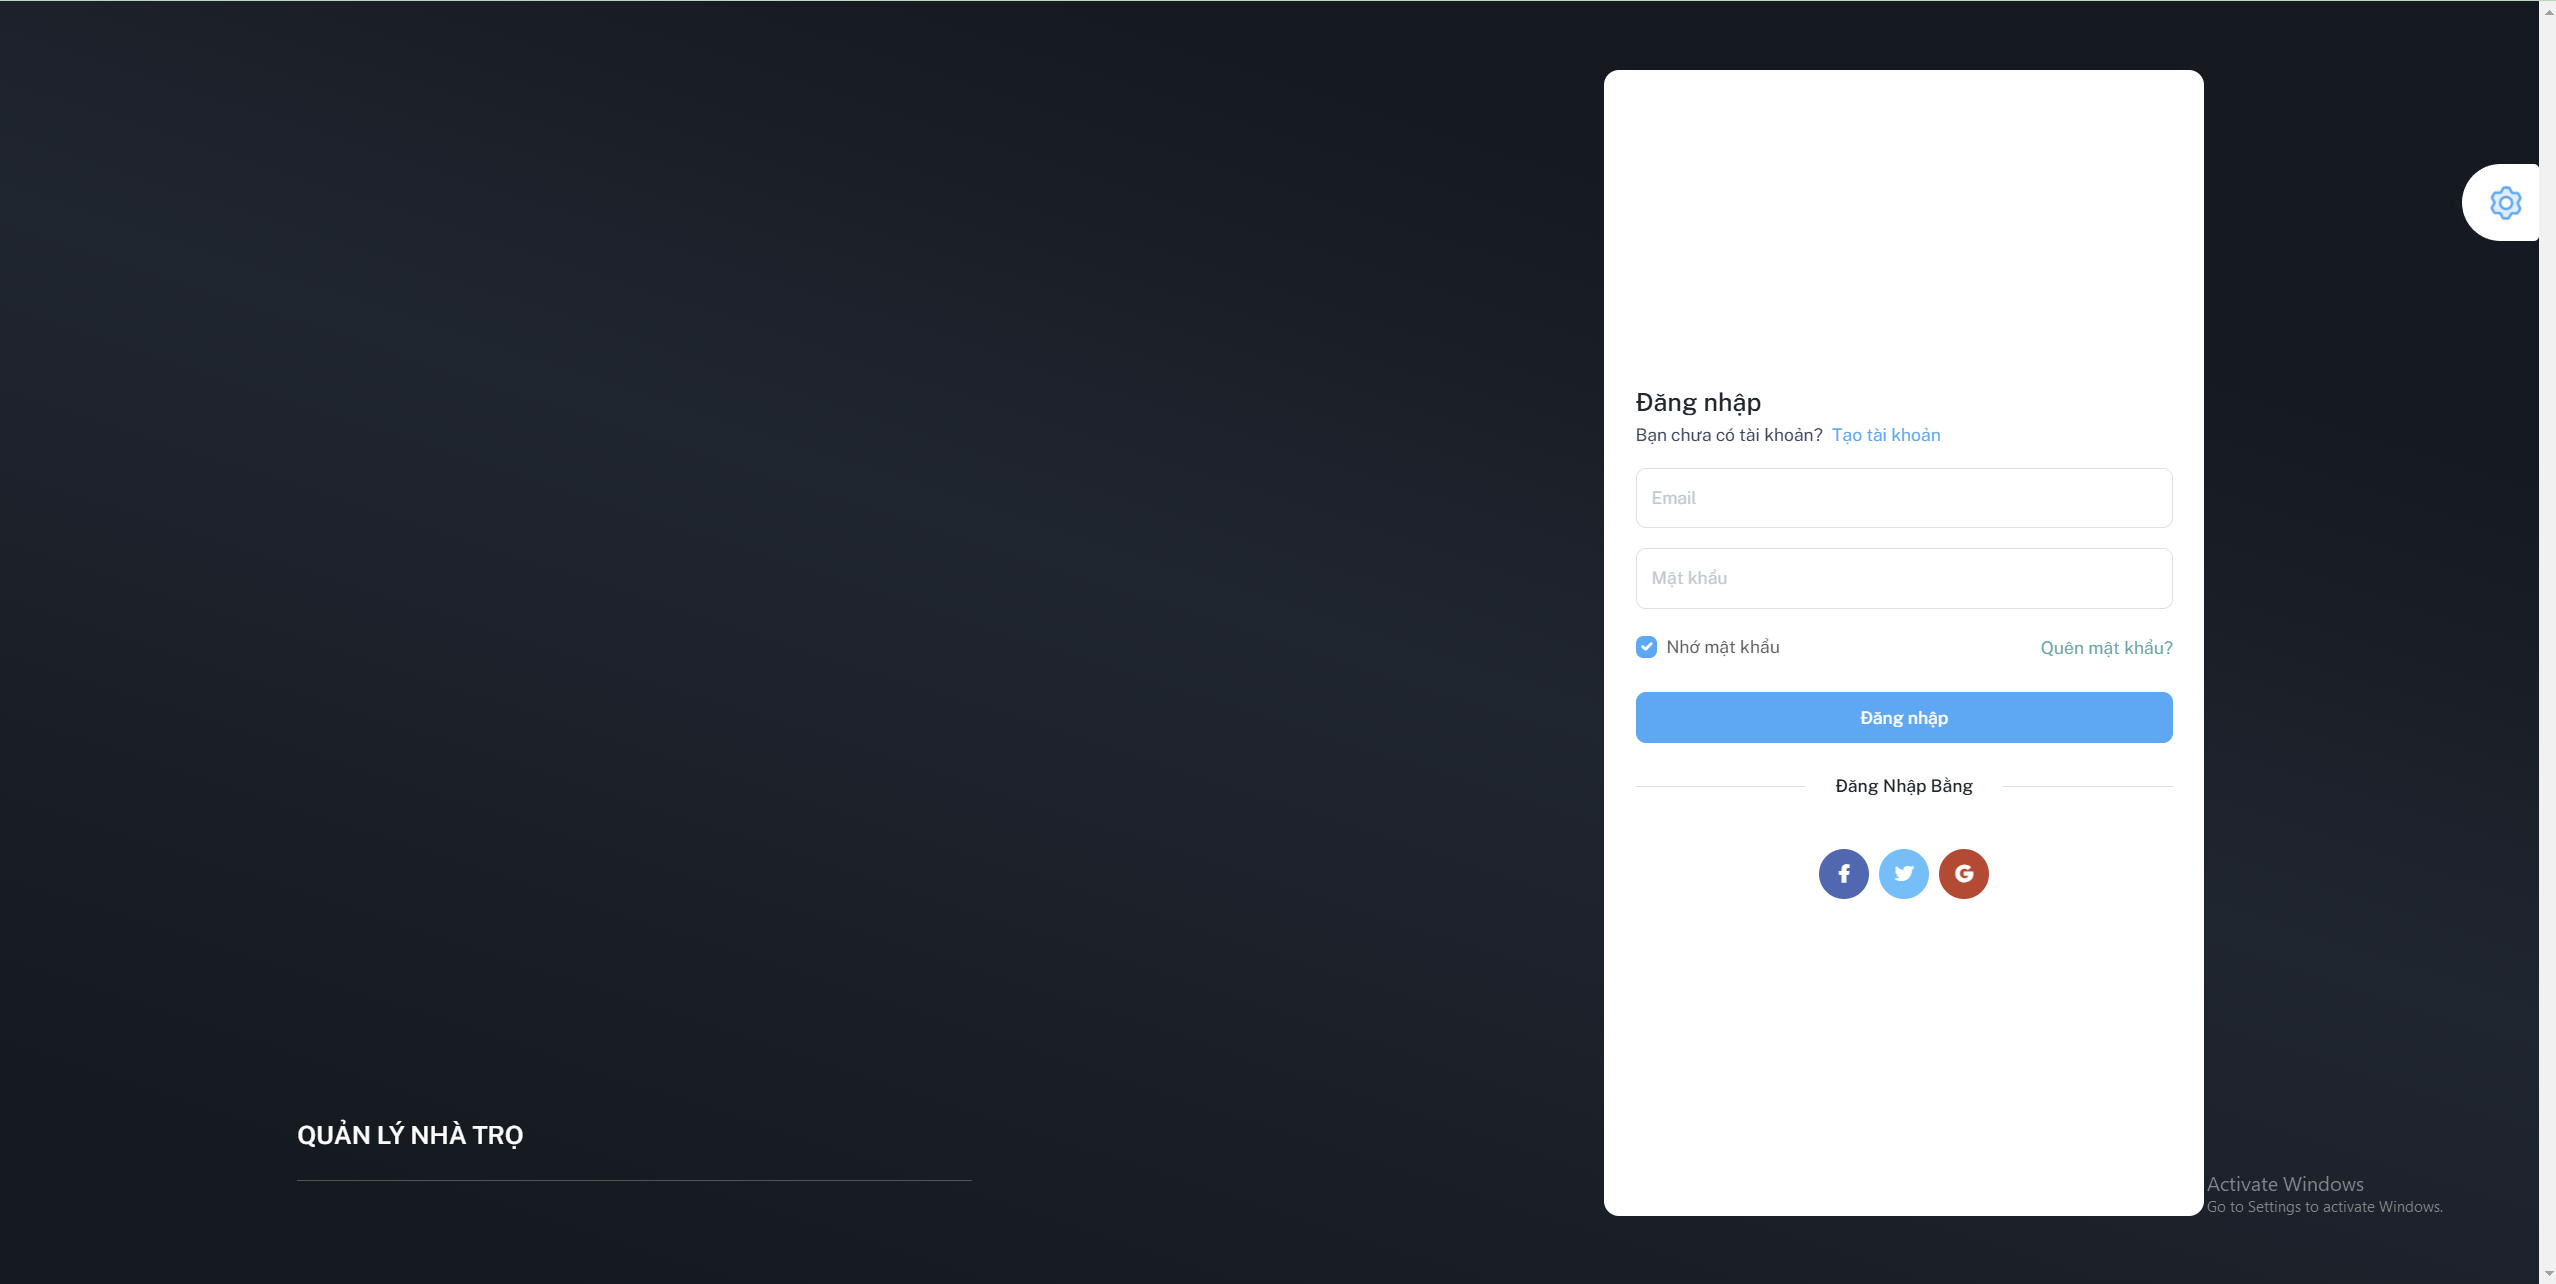 Đăng nhập
Bạn chưa có tài khoản? Tạo tài khoản
Email
Mật khẩu
Nhớ mật khẩu
Quên mật khẩu?
Đăng nhập
Đăng Nhập Bằng
QUẢN LÝ NHÀ TRỌ
Activate Windows
Go to Settings to activate Windows.